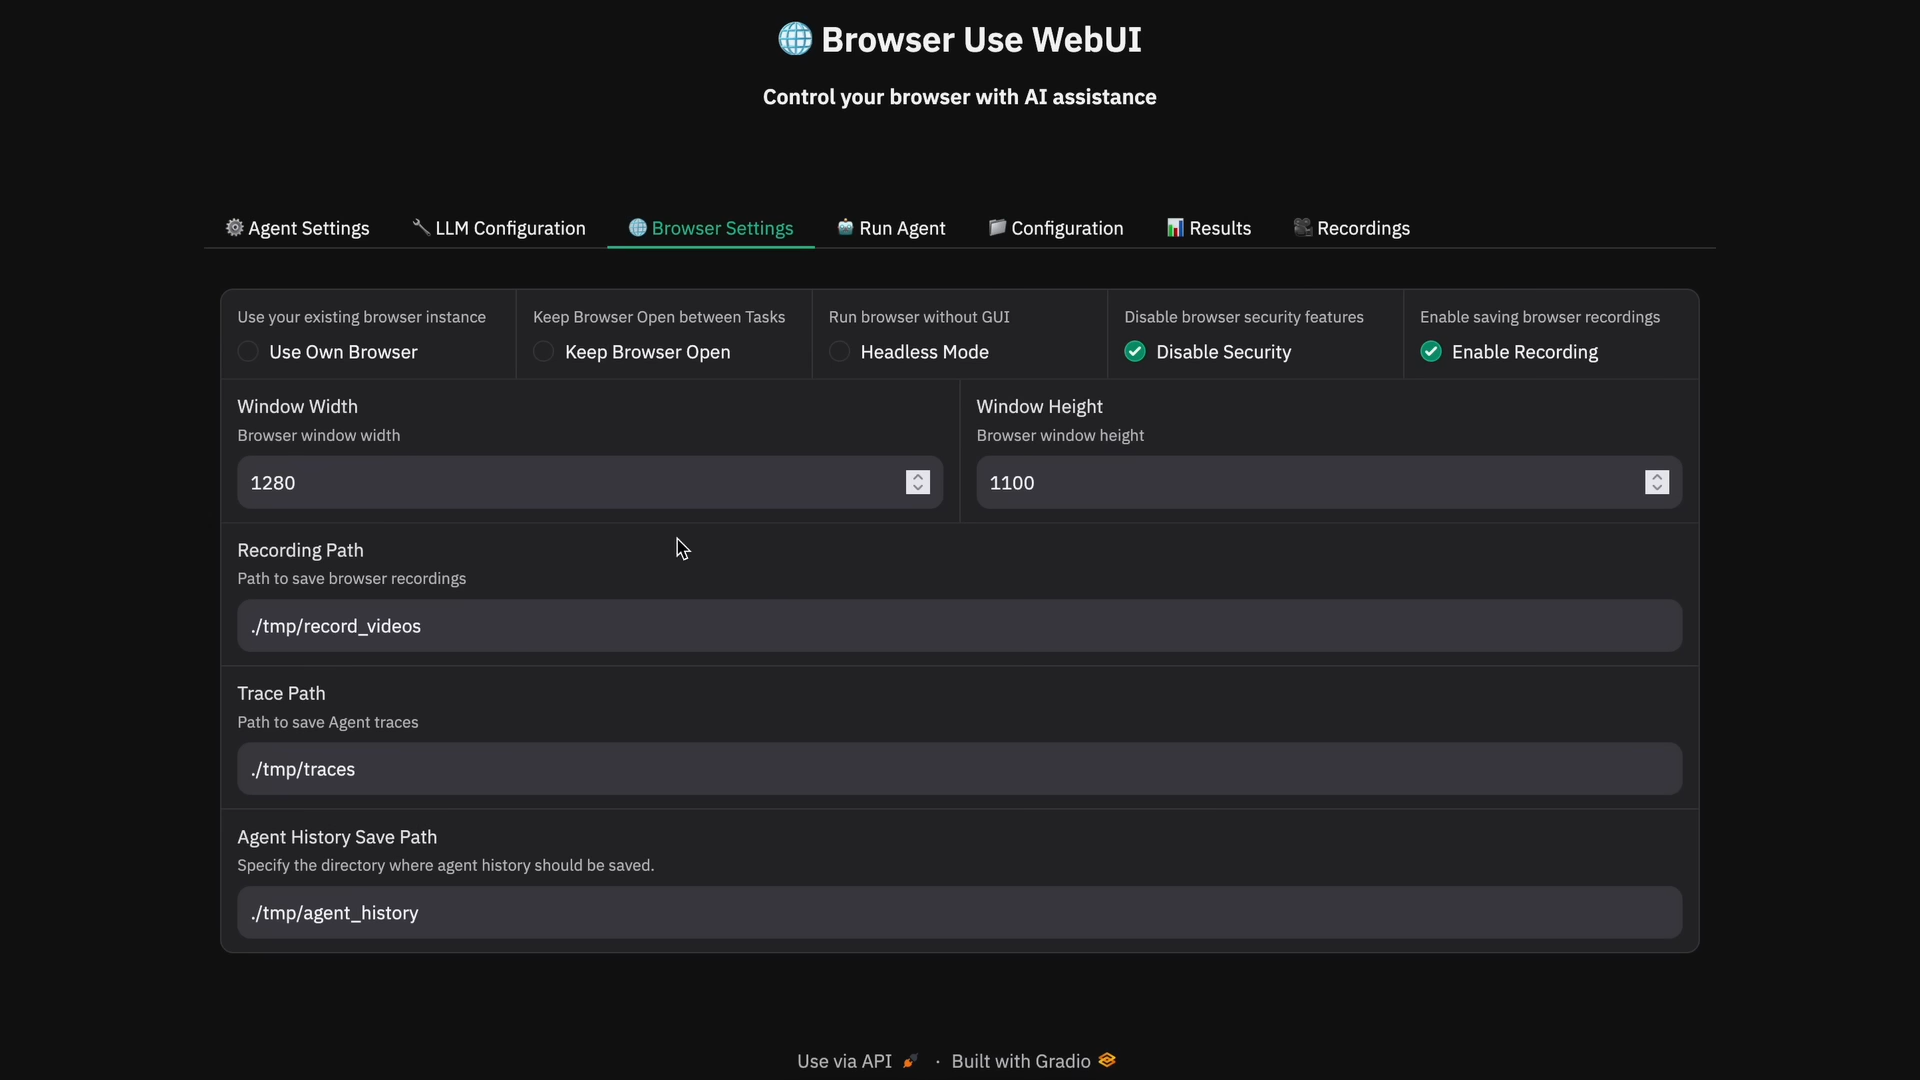 Browser Use WebUI
Control your browser with AI assistance
Agent Settings LLM Configuration Browser Settings Run Agent Configuration Results Recordings
Use your existing browser instance Keep Browser Open between Tasks Run browser without GUI Disable browser security features Enable saving browser recordings
Use Own Browser Keep Browser Open Headless Mode Disable Security Enable Recording
Window Width Window Height
Browser window width Browser window height
1280 1100
Recording Path
Path to save browser recordings
./tmp/record_videos
Trace Path
Path to save Agent traces
./tmp/traces
Agent History Save Path
Specify the directory where agent history should be saved.
./tmp/agent_history
Use via API · Built with Gradio